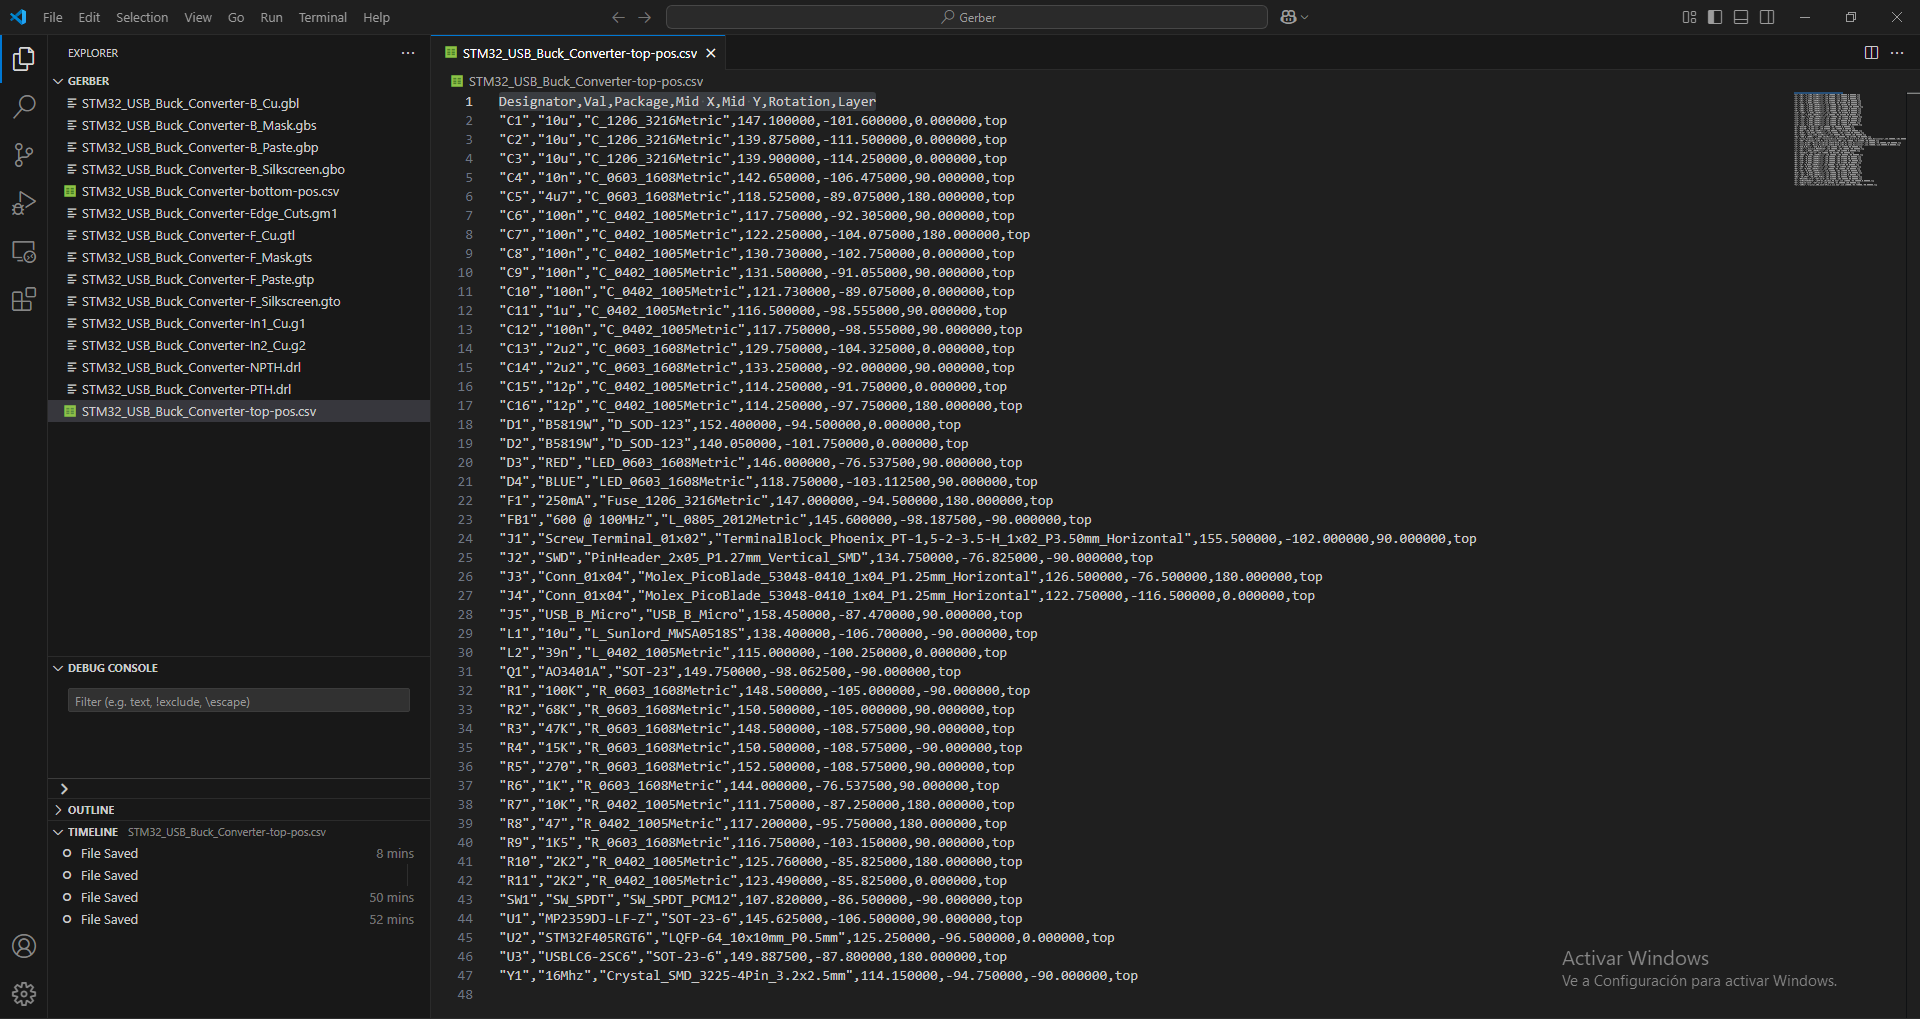 File Edit Selection View Go Run Terminal Help
Gerber
EXPLORER
GERBER
STM32_USB_Buck_Converter-B_Cu.gbl
STM32_USB_Buck_Converter-B_Mask.gbs
STM32_USB_Buck_Converter-B_Paste.gbp
STM32_USB_Buck_Converter-B_Silkscreen.gbo
STM32_USB_Buck_Converter-bottom-pos.csv
STM32_USB_Buck_Converter-Edge_Cuts.gm1
STM32_USB_Buck_Converter-F_Cu.gtl
STM32_USB_Buck_Converter-F_Mask.gts
STM32_USB_Buck_Converter-F_Paste.gtp
STM32_USB_Buck_Converter-F_Silkscreen.gto
STM32_USB_Buck_Converter-In1_Cu.g1
STM32_USB_Buck_Converter-In2_Cu.g2
STM32_USB_Buck_Converter-NPTH.drl
STM32_USB_Buck_Converter-PTH.drl
STM32_USB_Buck_Converter-top-pos.csv
DEBUG CONSOLE
Filter (e.g. text, !exclude, \escape)
OUTLINE
TIMELINE STM32_USB_Buck_Converter-top-pos.csv
File Saved 8 mins
File Saved
File Saved 50 mins
File Saved 52 mins
STM32_USB_Buck_Converter-top-pos.csv
STM32_USB_Buck_Converter-top-pos.csv
1 Designator,Val,Package,Mid X,Mid Y,Rotation,Layer
2 "C1","10u","C_1206_3216Metric",147.100000,-101.600000,0.000000,top
3 "C2","10u","C_1206_3216Metric",139.875000,-111.500000,0.000000,top
4 "C3","10u","C_1206_3216Metric",139.900000,-114.250000,0.000000,top
5 "C4","10n","C_0603_1608Metric",142.650000,-106.475000,90.000000,top
6 "C5","4u7","C_0603_1608Metric",118.525000,-89.075000,180.000000,top
7 "C6","100n","C_0402_1005Metric",117.750000,-92.305000,90.000000,top
8 "C7","100n","C_0402_1005Metric",122.250000,-104.075000,180.000000,top
9 "C8","100n","C_0402_1005Metric",130.730000,-102.750000,0.000000,top
10 "C9","100n","C_0402_1005Metric",131.500000,-91.055000,90.000000,top
11 "C10","100n","C_0402_1005Metric",121.730000,-89.075000,0.000000,top
12 "C11","1u","C_0402_1005Metric",116.500000,-98.555000,90.000000,top
13 "C12","100n","C_0402_1005Metric",117.750000,-98.555000,90.000000,top
14 "C13","2u2","C_0603_1608Metric",129.750000,-104.325000,0.000000,top
15 "C14","2u2","C_0603_1608Metric",133.250000,-92.000000,90.000000,top
16 "C15","12p","C_0402_1005Metric",114.250000,-91.750000,0.000000,top
17 "C16","12p","C_0402_1005Metric",114.250000,-97.750000,180.000000,top
18 "D1","B5819W","D_SOD-123",152.400000,-94.500000,0.000000,top
19 "D2","B5819W","D_SOD-123",140.050000,-101.750000,0.000000,top
20 "D3","RED","LED_0603_1608Metric",146.000000,-76.537500,90.000000,top
21 "D4","BLUE","LED_0603_1608Metric",118.750000,-103.112500,90.000000,top
22 "F1","250mA","Fuse_1206_3216Metric",147.000000,-94.500000,180.000000,top
23 "FB1","600 @ 100MHz","L_0805_2012Metric",145.600000,-98.187500,-90.000000,top
24 "J1","Screw_Terminal_01x02","TerminalBlock_Phoenix_PT-1,5-2-3.5-H_1x02_P3.50mm_Horizontal",155.500000,-102.000000,90.000000,top
25 "J2","SWD","PinHeader_2x05_P1.27mm_Vertical_SMD",134.750000,-76.825000,-90.000000,top
26 "J3","Conn_01x04","Molex_PicoBlade_53048-0410_1x04_P1.25mm_Horizontal",126.500000,-76.500000,180.000000,top
27 "J4","Conn_01x04","Molex_PicoBlade_53048-0410_1x04_P1.25mm_Horizontal",122.750000,-116.500000,0.000000,top
28 "J5","USB_B_Micro","USB_B_Micro",158.450000,-87.470000,90.000000,top
29 "L1","10u","L_Sunlord_MWSA0518S",138.400000,-106.700000,-90.000000,top
30 "L2","39n","L_0402_1005Metric",115.000000,-100.250000,0.000000,top
31 "Q1","AO3401A","SOT-23",149.750000,-98.062500,-90.000000,top
32 "R1","100K","R_0603_1608Metric",148.500000,-105.000000,-90.000000,top
33 "R2","68K","R_0603_1608Metric",150.500000,-105.000000,90.000000,top
34 "R3","47K","R_0603_1608Metric",148.500000,-108.575000,90.000000,top
35 "R4","15K","R_0603_1608Metric",150.500000,-108.575000,-90.000000,top
36 "R5","270","R_0603_1608Metric",152.500000,-108.575000,90.000000,top
37 "R6","1K","R_0603_1608Metric",144.000000,-76.537500,90.000000,top
38 "R7","10K","R_0402_1005Metric",111.750000,-87.250000,180.000000,top
39 "R8","47","R_0402_1005Metric",117.200000,-95.750000,180.000000,top
40 "R9","1K5","R_0603_1608Metric",116.750000,-103.150000,90.000000,top
41 "R10","2K2","R_0402_1005Metric",125.760000,-85.825000,180.000000,top
42 "R11","2K2","R_0402_1005Metric",123.490000,-85.825000,0.000000,top
43 "SW1","SW_SPDT","SW_SPDT_PCM12",107.820000,-86.500000,-90.000000,top
44 "U1","MP2359DJ-LF-Z","SOT-23-6",145.625000,-106.500000,90.000000,top
45 "U2","STM32F405RGT6","LQFP-64_10x10mm_P0.5mm",125.250000,-96.500000,0.000000,top
46 "U3","USBLC6-2SC6","SOT-23-6",149.887500,-87.800000,180.000000,top
47 "Y1","16Mhz","Crystal_SMD_3225-4Pin_3.2x2.5mm",114.150000,-94.750000,-90.000000,top
48
Activar Windows
Ve a Configuración para activar Windows.